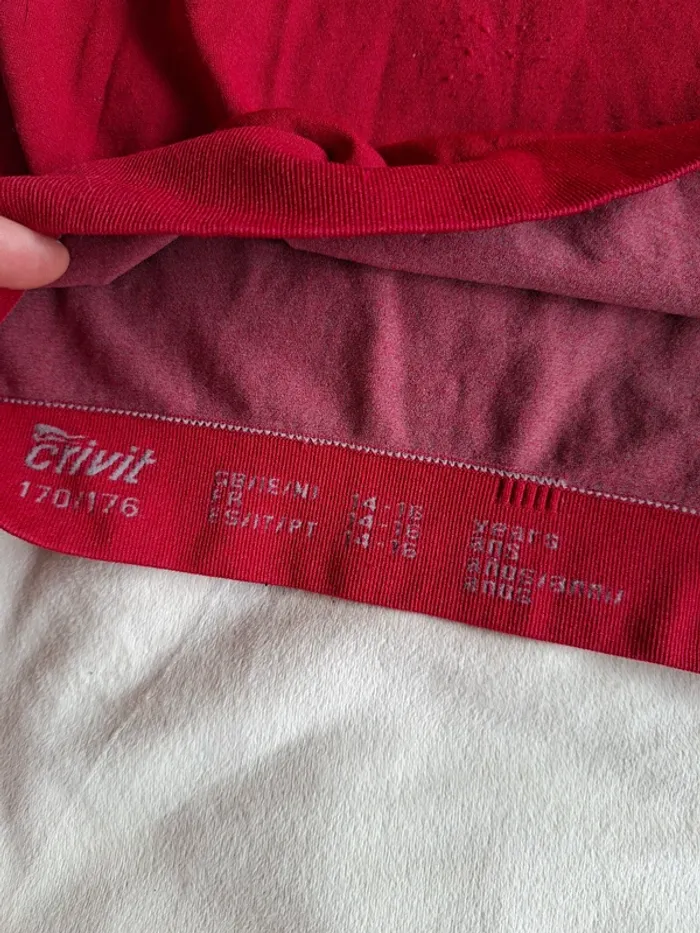 crivit
170/176
GB/IE/NI 14-16 years
FR 14-16 ans
ES/IT/PT 14-16 años/anni/
anos